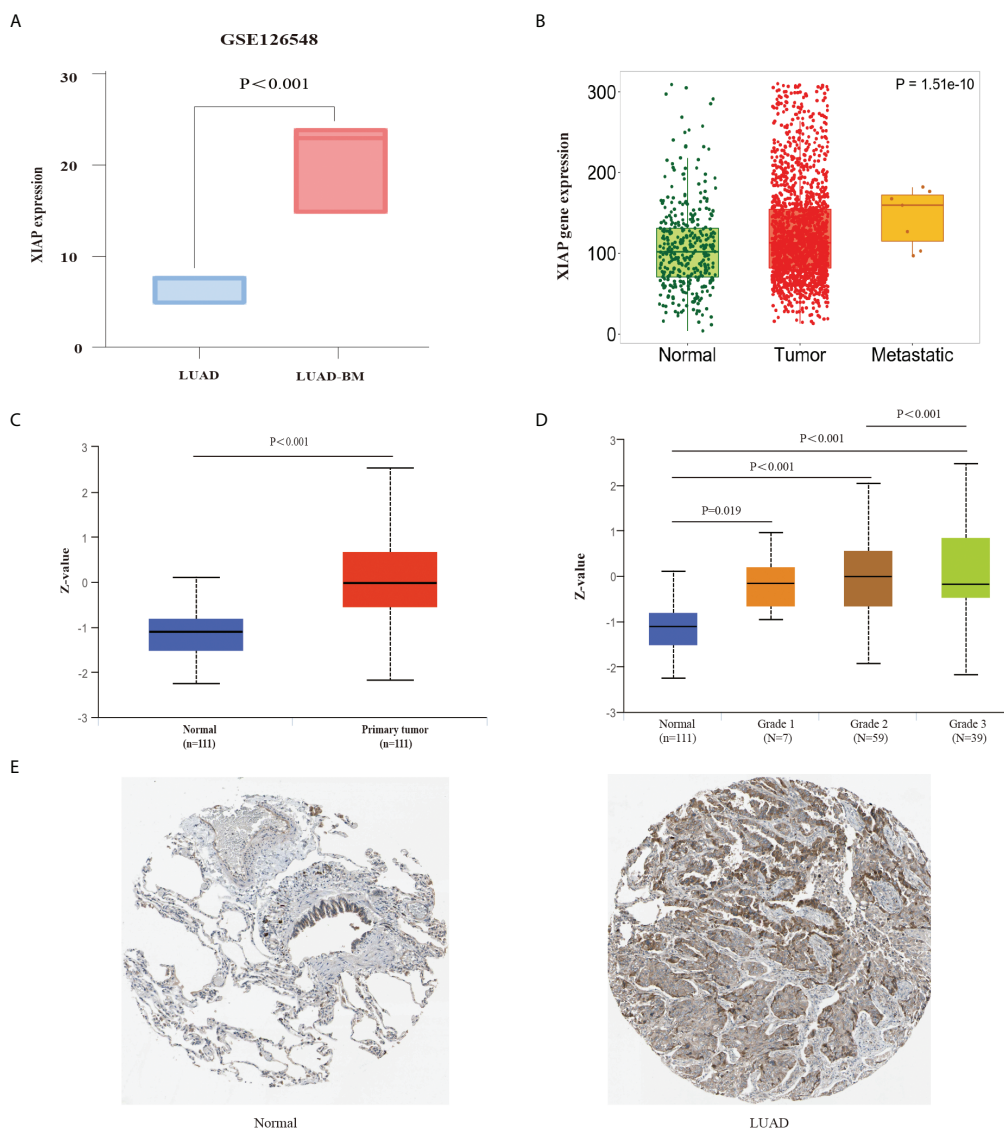 A
GSE126548
30
20
10
0
XIAP expression
P<0.001
LUAD
LUAD-BM
B
P = 1.51e-10
300
200
100
0
XIAP gene expression
Normal
Tumor
Metastatic
C
P<0.001
3
2
1
0
-1
-2
-3
Z-value
Normal
(n=111)
Primary tumor
(n=111)
D
P<0.001
P<0.001
P<0.001
P=0.019
3
2
1
0
-1
-2
-3
Z-value
Normal
(n=111)
Grade 1
(N=7)
Grade 2
(N=59)
Grade 3
(N=39)
E
Normal
LUAD